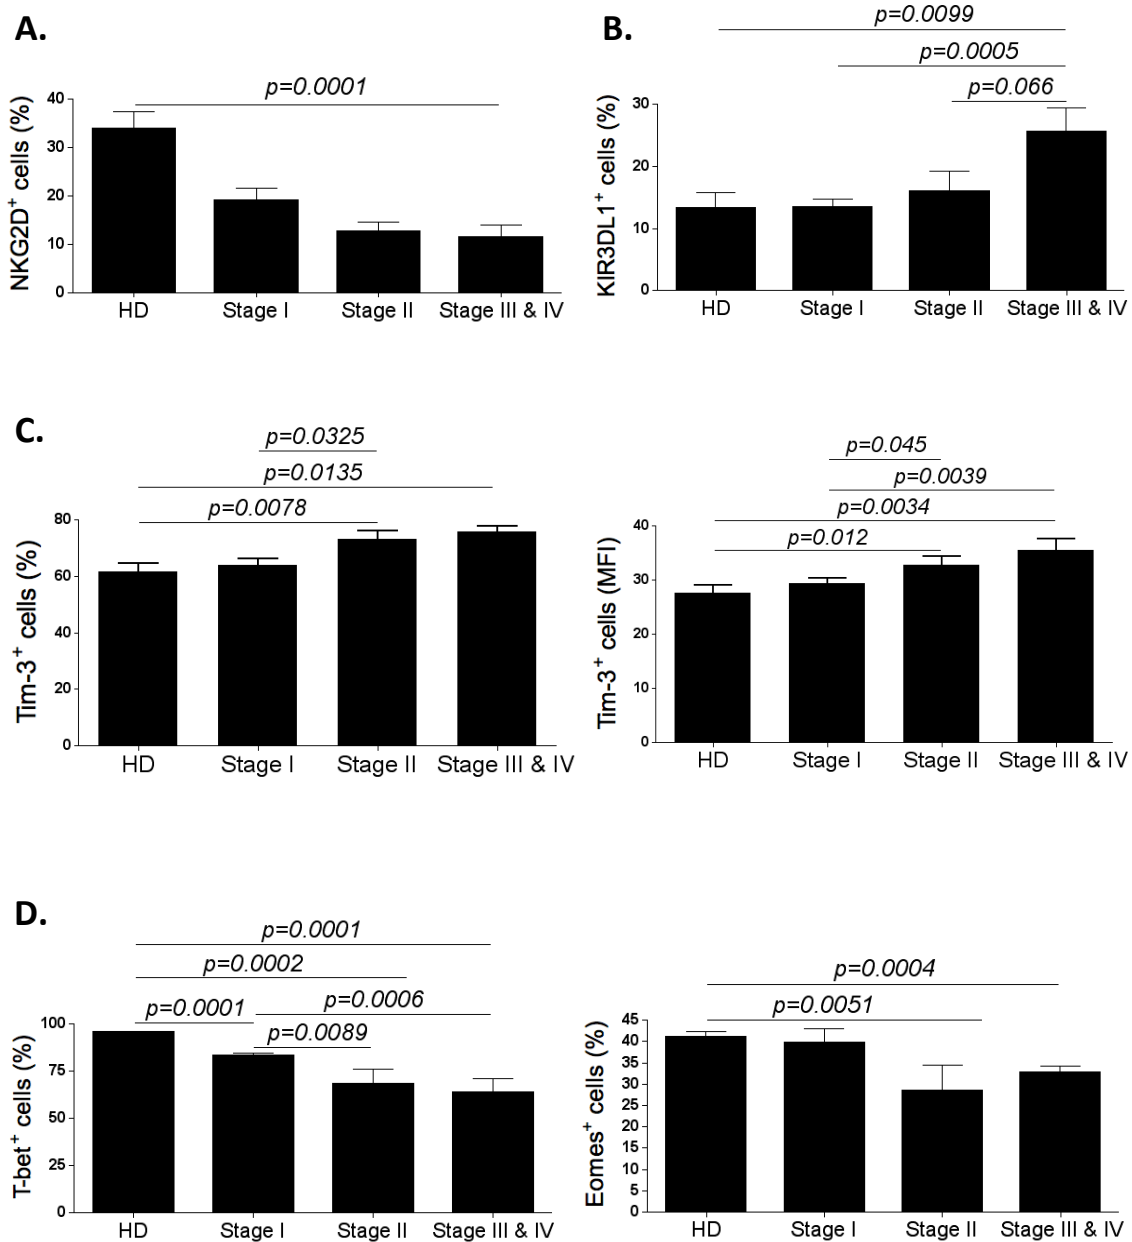 A.
p=0.0001
NKG2D+ cells (%)
40
30
20
10
0
HD Stage I Stage II Stage III & IV
B.
p=0.0099
p=0.0005
p=0.066
KIR3DL1+ cells (%)
30
20
10
0
HD Stage I Stage II Stage III & IV
C.
p=0.0325
p=0.0135
p=0.0078
Tim-3+ cells (%)
80
60
40
20
0
HD Stage I Stage II Stage III & IV
p=0.045
p=0.0039
p=0.0034
p=0.012
Tim-3+ cells (MFI)
40
30
20
10
0
HD Stage I Stage II Stage III & IV
D.
p=0.0001
p=0.0002
p=0.0001 p=0.0006
p=0.0089
T-bet+ cells (%)
100
75
50
25
0
HD Stage I Stage II Stage III & IV
p=0.0004
p=0.0051
Eomes+ cells (%)
45
40
35
30
25
20
15
10
5
0
HD Stage I Stage II Stage III & IV